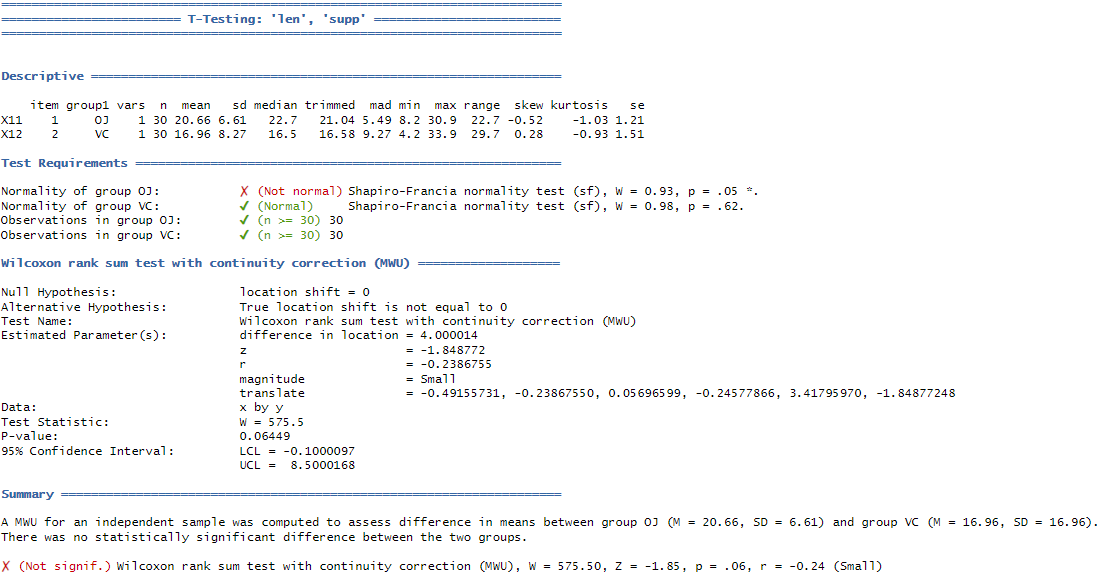 ════════════════════════════════════════════════════════════════════════════
════════════════════════ T-Testing: 'len', 'supp' ═════════════════════════
════════════════════════════════════════════════════════════════════════════
Descriptive ════════════════════════════════════════════════════════════════
    item group1 vars  n  mean   sd median trimmed  mad min  max range  skew kurtosis   se
X11    1     OJ    1 30 20.66 6.61   22.7   21.04 5.49 8.2 30.9  22.7 -0.52    -1.03 1.21
X12    2     VC    1 30 16.96 8.27   16.5   16.58 9.27 4.2 33.9  29.7  0.28    -0.93 1.51
Test Requirements ══════════════════════════════════════════════════════════
Normality of group OJ: ✗ (Not normal) Shapiro-Francia normality test (sf), W = 0.93, p = .05 *.
Normality of group VC: ✔ (Normal) Shapiro-Francia normality test (sf), W = 0.98, p = .62.
Observations in group OJ: ✔ (n >= 30) 30
Observations in group VC: ✔ (n >= 30) 30
Wilcoxon rank sum test with continuity correction (MWU) ═══════════════════
Null Hypothesis: location shift = 0
Alternative Hypothesis: True location shift is not equal to 0
Test Name: Wilcoxon rank sum test with continuity correction (MWU)
Estimated Parameter(s): difference in location = 4.000014
z = -1.848772
r = -0.2386755
magnitude = Small
translate = -0.49155731, -0.23867550, 0.05696599, -0.24577866, 3.41795970, -1.84877248
Data: x by y
Test Statistic: W = 575.5
P-value: 0.06449
95% Confidence Interval: LCL = -0.1000097
UCL =  8.5000168
Summary ════════════════════════════════════════════════════════════════════
A MWU for an independent sample was computed to assess difference in means between group OJ (M = 20.66, SD = 6.61) and group VC (M = 16.96, SD = 16.96).
There was no statistically significant difference between the two groups.
✗ (Not signif.) Wilcoxon rank sum test with continuity correction (MWU), W = 575.50, Z = -1.85, p = .06, r = -0.24 (Small)